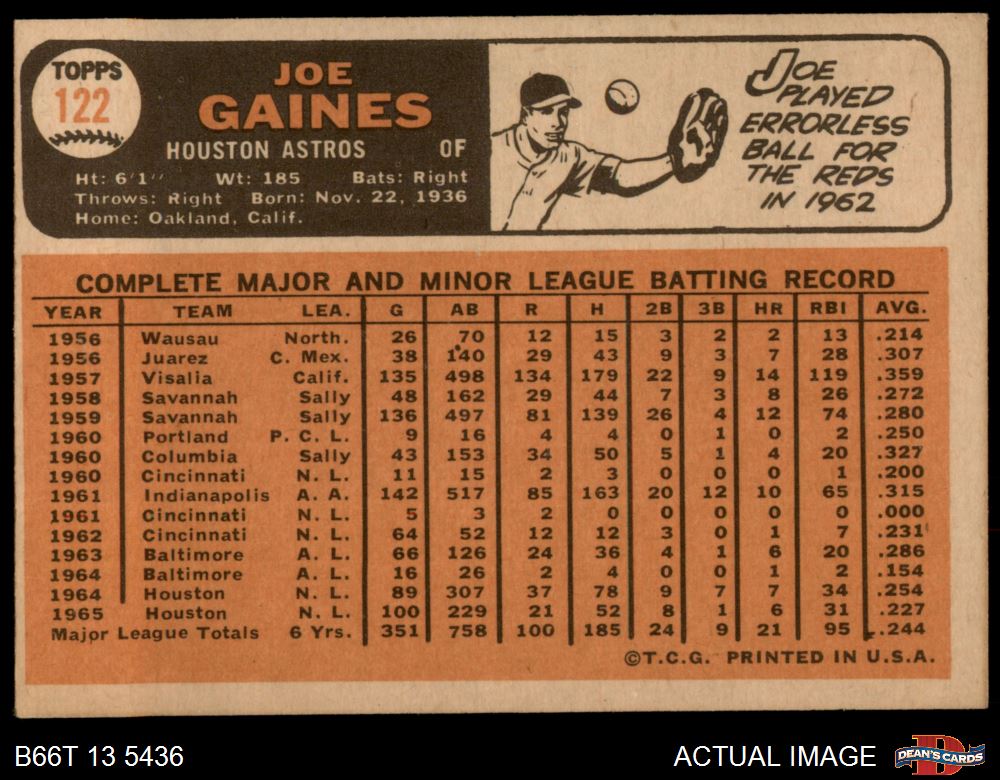 TOPPS
122
JOE
GAINES
HOUSTON ASTROS OF
Ht: 6'1" Wt: 185 Bats: Right
Throws: Right Born: Nov. 22, 1936
Home: Oakland, Calif.
JOE
PLAYED
ERRORLESS
BALL FOR
THE REDS
IN 1962
COMPLETE MAJOR AND MINOR LEAGUE BATTING RECORD
YEAR TEAM LEA. G AB R H 2B 3B HR RBI AVG.
1956 Wausau North. 26 70 12 15 3 2 2 13 .214
1956 Juarez C. Mex. 38 140 29 43 9 3 7 28 .307
1957 Visalia Calif. 135 498 134 179 22 9 14 119 .359
1958 Savannah Sally 48 162 29 44 7 3 8 26 .272
1959 Savannah Sally 136 497 81 139 26 4 12 74 .280
1960 Portland P. C. L. 9 16 4 4 0 1 0 2 .250
1960 Columbia Sally 43 153 34 50 5 1 4 20 .327
1960 Cincinnati N. L. 11 15 2 3 0 0 0 1 .200
1961 Indianapolis A. A. 142 517 85 163 20 12 10 65 .315
1961 Cincinnati N. L. 5 3 2 0 0 0 0 0 .000
1962 Cincinnati N. L. 64 52 12 12 3 0 1 7 .231
1963 Baltimore A. L. 66 126 24 36 4 1 6 20 .286
1964 Baltimore A. L. 16 26 2 4 0 0 1 2 .154
1964 Houston N. L. 89 307 37 78 9 7 7 34 .254
1965 Houston N. L. 100 229 21 52 8 1 6 31 .227
Major League Totals 6 Yrs. 351 758 100 185 24 9 21 95 .244
©T.C.G. PRINTED IN U.S.A.
B66T 13 5436
ACTUAL IMAGE
DEAN'S CARDS